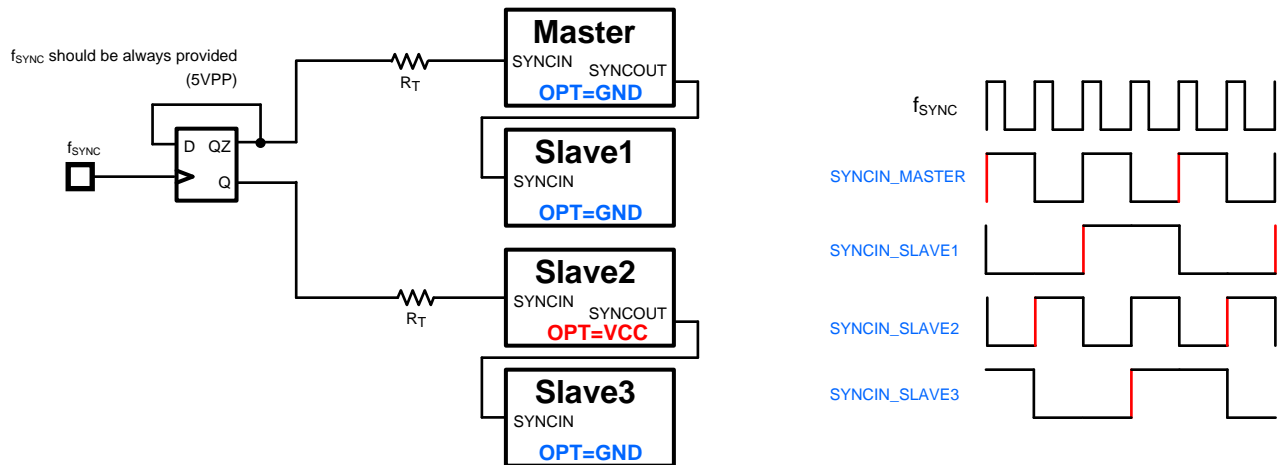 fSYNC should be always provided
(5VPP)
fSYNC
D QZ
Q
RT
RT
Master
SYNCIN
SYNCOUT
OPT=GND
Slave1
SYNCIN
OPT=GND
Slave2
SYNCIN
SYNCOUT
OPT=VCC
Slave3
SYNCIN
OPT=GND
fSYNC
SYNCIN_MASTER
SYNCIN_SLAVE1
SYNCIN_SLAVE2
SYNCIN_SLAVE3